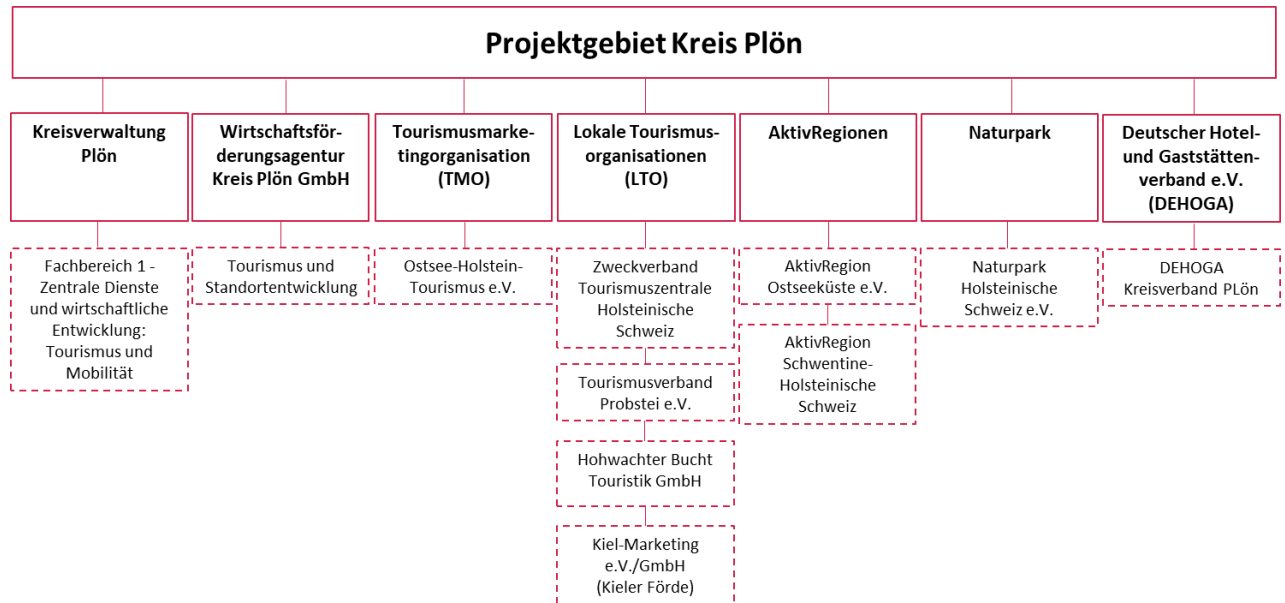 Projektgebiet Kreis Plön
Kreisverwaltung
Plön
Wirtschaftsför-
derungsagentur
Kreis Plön GmbH
Tourismusmarke-
tingorganisation
(TMO)
Lokale Tourismus-
organisationen
(LTO)
AktivRegionen
Naturpark
Deutscher Hotel-
und Gaststätten-
verband e.V.
(DEHOGA)
Fachbereich 1 -
Zentrale Dienste
und wirtschaftliche
Entwicklung:
Tourismus und
Mobilität
Tourismus und
Standortentwicklung
Ostsee-Holstein-
Tourismus e.V.
Zweckverband
Tourismuszentrale
Holsteinische
Schweiz
Tourismusverband
Probstei e.V.
Hohwachter Bucht
Touristik GmbH
Kiel-Marketing
e.V./GmbH
(Kieler Förde)
AktivRegion
Ostseeküste e.V.
AktivRegion
Schwentine-
Holsteinische
Schweiz
Naturpark
Holsteinische
Schweiz e.V.
DEHOGA
Kreisverband PLön